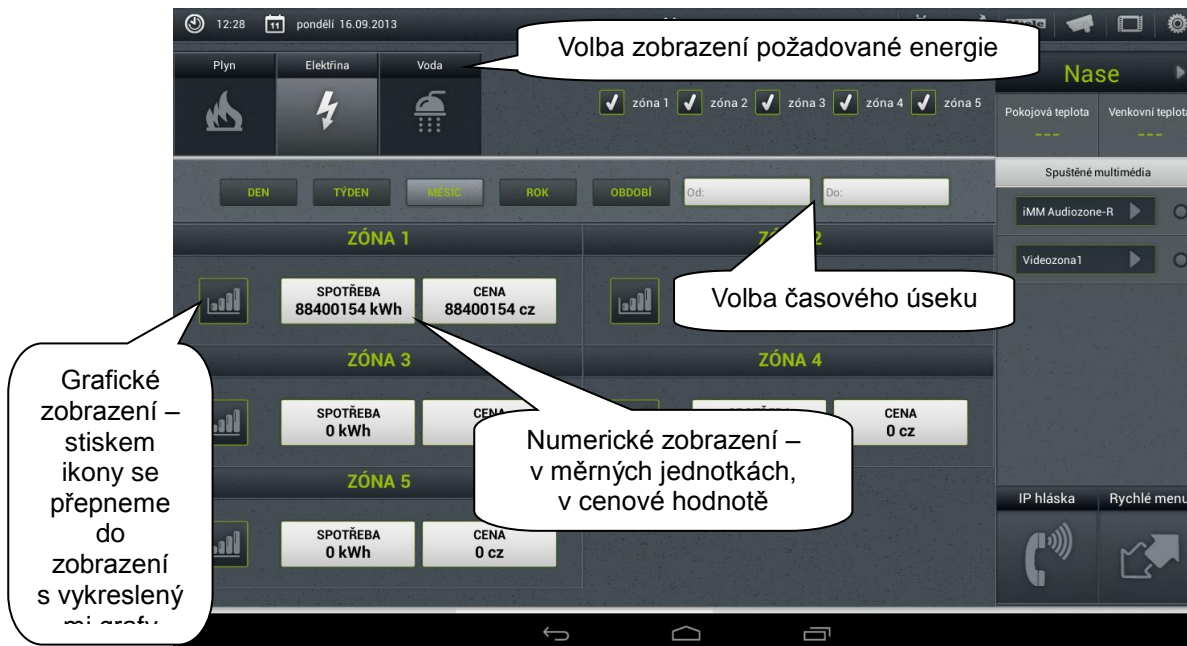 12:28 11 pondělí 16.09.2013
Volba zobrazení požadované energie
Plyn Elektřina Voda
zóna 1 zóna 2 zóna 3 zóna 4 zóna 5
Nase
Pokojová teplota Venkovní teplota
--- ---
Spuštěné multimédia
DEN TÝDEN MĚSÍC ROK OBDOBÍ Od: Do:
iMM Audiozone-R
ZÓNA 1 2
Videozona1
Volba časového úseku
SPOTŘEBA CENA
88400154 kWh 88400154 cz
ZÓNA 3 ZÓNA 4
Grafické
zobrazení –
stiskem
ikony se
přepneme
do
zobrazení
s vykreslený
mi grafy
SPOTŘEBA CENA
0 kWh 0 cz
Numerické zobrazení –
v měrných jednotkách,
v cenové hodnotě
ZÓNA 5
SPOTŘEBA CENA
0 kWh 0 cz
IP hláska Rychlé menu